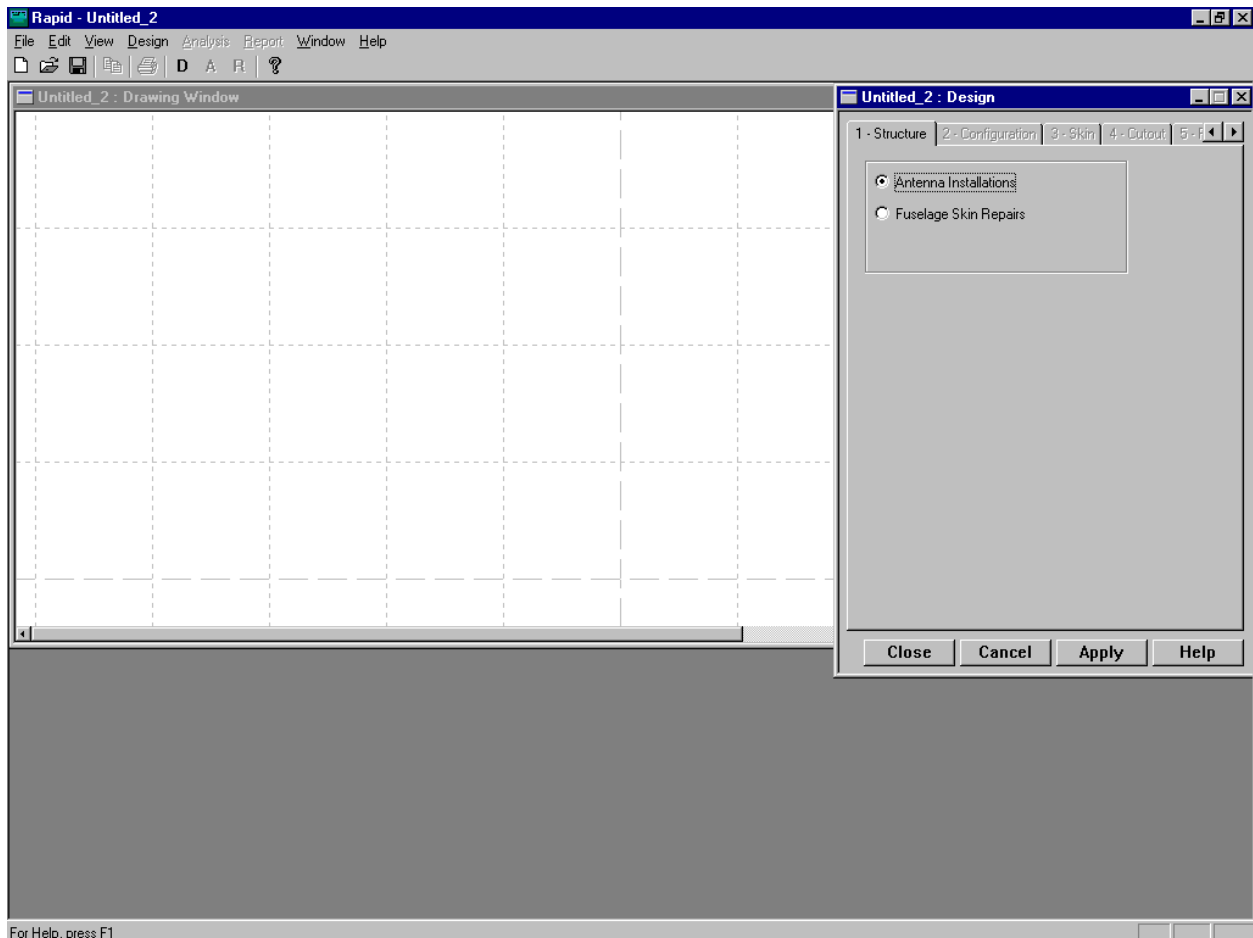 Rapid - Untitled_2
File Edit View Design Analysis Report Window Help
D A R
Untitled_2 : Drawing Window
Untitled_2 : Design
1 - Structure 2 - Configuration 3 - Skin 4 - Cutout 5 -
Antenna Installations
Fuselage Skin Repairs
Close Cancel Apply Help
For Help, press F1